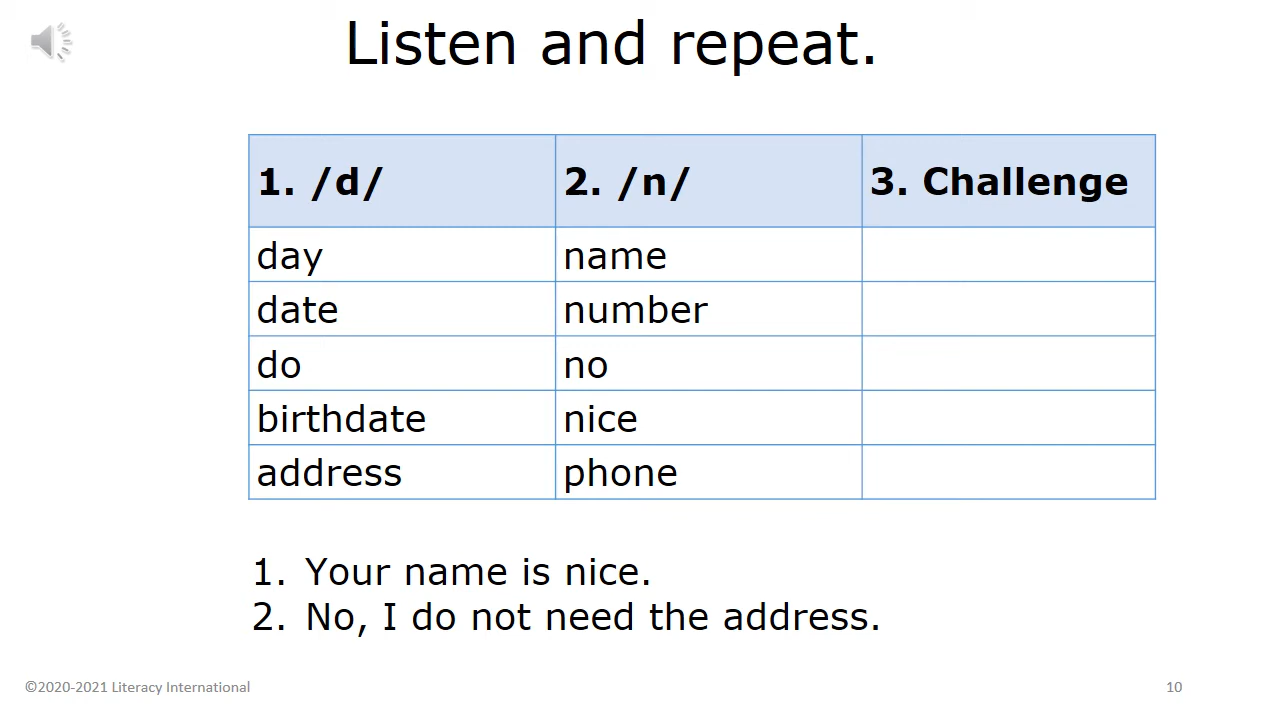 Listen and repeat.
1. /d/ 2. /n/ 3. Challenge
day name
date number
do no
birthdate nice
address phone
1. Your name is nice.
2. No, I do not need the address.
©2020-2021 Literacy International 10